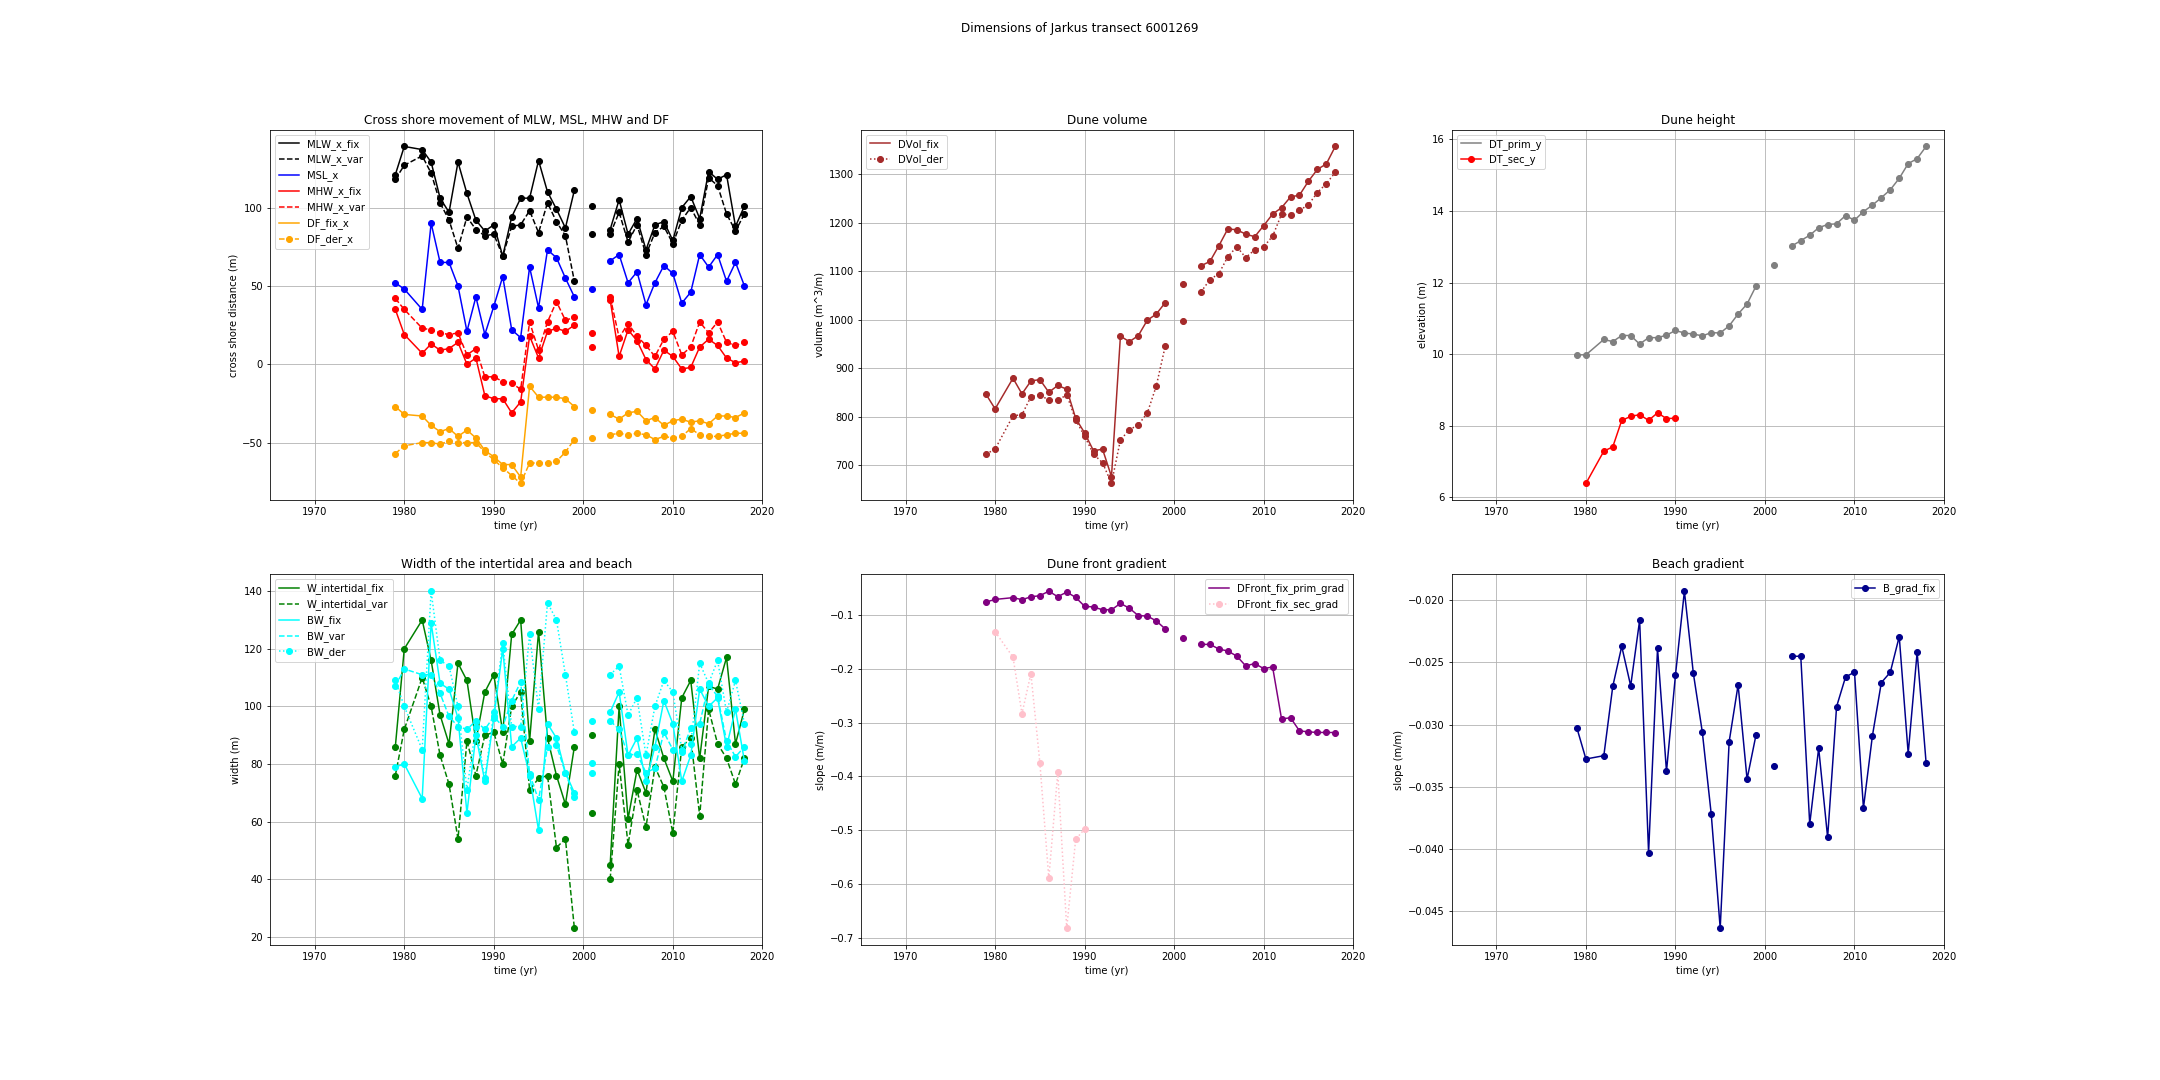 Dimensions of Jarkus transect 6001269
Cross shore movement of MLW, MSL, MHW and DF
MLW_x_fix
MLW_x_var
MSL_x
MHW_x_fix
MHW_x_var
DF_fix_x
DF_der_x
cross shore distance (m)
100
50
0
−50
1970
1980
1990
2000
2010
2020
time (yr)
Dune volume
DVol_fix
DVol_der
volume (m^3/m)
1300
1200
1100
1000
900
800
700
1970
1980
1990
2000
2010
2020
time (yr)
Dune height
DT_prim_y
DT_sec_y
elevation (m)
16
14
12
10
8
6
1970
1980
1990
2000
2010
2020
time (yr)
Width of the intertidal area and beach
W_intertidal_fix
W_intertidal_var
BW_fix
BW_var
BW_der
width (m)
140
120
100
80
60
40
20
1970
1980
1990
2000
2010
2020
time (yr)
Dune front gradient
DFront_fix_prim_grad
DFront_fix_sec_grad
slope (m/m)
−0.1
−0.2
−0.3
−0.4
−0.5
−0.6
−0.7
1970
1980
1990
2000
2010
2020
time (yr)
Beach gradient
B_grad_fix
slope (m/m)
−0.020
−0.025
−0.030
−0.035
−0.040
−0.045
1970
1980
1990
2000
2010
2020
time (yr)